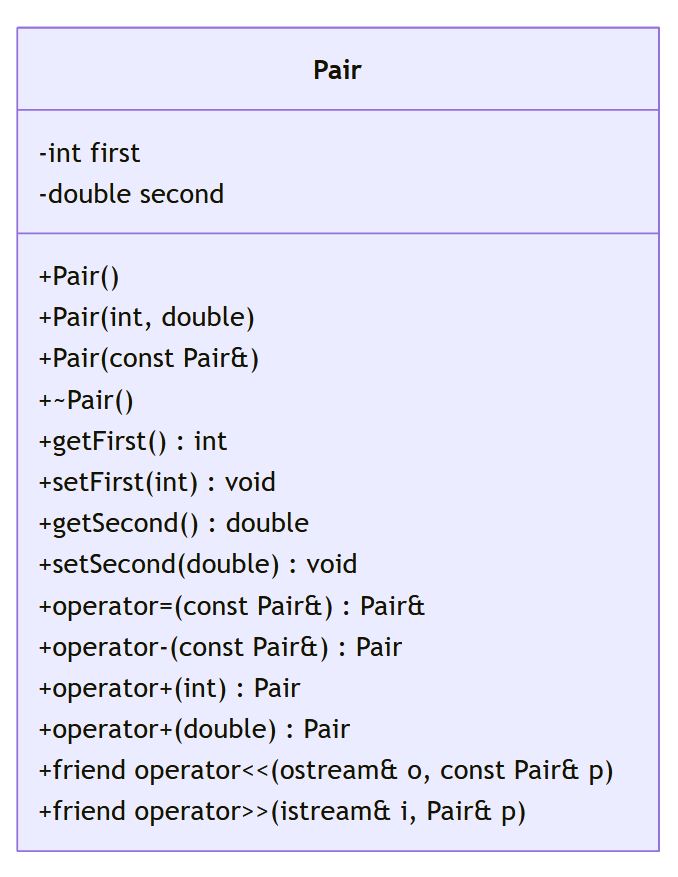 Pair
-int first
-double second
+Pair()
+Pair(int, double)
+Pair(const Pair&)
+~Pair()
+getFirst() : int
+setFirst(int) : void
+getSecond() : double
+setSecond(double) : void
+operator=(const Pair&) : Pair&
+operator-(const Pair&) : Pair
+operator+(int) : Pair
+operator+(double) : Pair
+friend operator<<(ostream& o, const Pair& p)
+friend operator>>(istream& i, Pair& p)